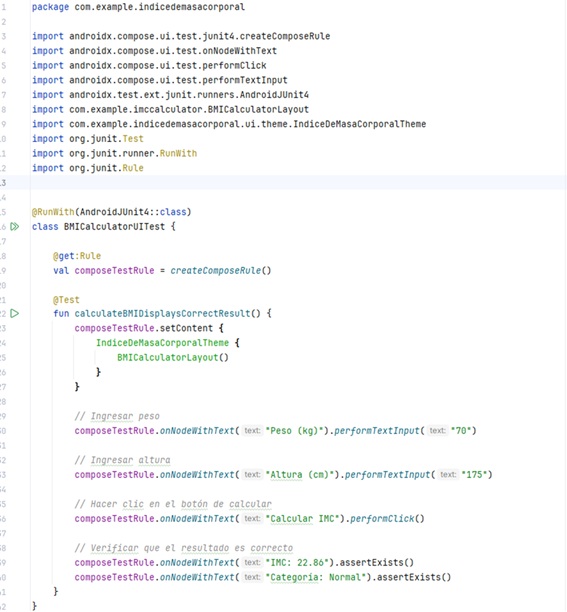 1 package com.example.indicedemasacorporal
2
3 import androidx.compose.ui.test.junit4.createComposeRule
4 import androidx.compose.ui.test.onNodeWithText
5 import androidx.compose.ui.test.performClick
6 import androidx.compose.ui.test.performTextInput
7 import androidx.test.ext.junit.runners.AndroidJUnit4
8 import com.example.imccalculator.BMICalculatorLayout
9 import com.example.indicedemasacorporal.ui.theme.IndiceDeMasaCorporalTheme
10 import org.junit.Test
11 import org.junit.runner.RunWith
12 import org.junit.Rule
13
14
15 @RunWith(AndroidJUnit4::class)
16 class BMICalculatorUITest {
17
18 @get:Rule
19 val composeTestRule = createComposeRule()
20
21 @Test
22 fun calculateBMIDisplaysCorrectResult() {
23 composeTestRule.setContent {
24 IndiceDeMasaCorporalTheme {
25 BMICalculatorLayout()
26 }
27 }
28
29 // Ingresar peso
30 composeTestRule.onNodeWithText( text: "Peso (kg)").performTextInput( text: "70")
31
32 // Ingresar altura
33 composeTestRule.onNodeWithText( text: "Altura (cm)").performTextInput( text: "175")
34
35 // Hacer clic en el botón de calcular
36 composeTestRule.onNodeWithText( text: "Calcular IMC").performClick()
37
38 // Verificar que el resultado es correcto
39 composeTestRule.onNodeWithText( text: "IMC: 22.86").assertExists()
40 composeTestRule.onNodeWithText( text: "Categoría: Normal").assertExists()
41 }
42 }